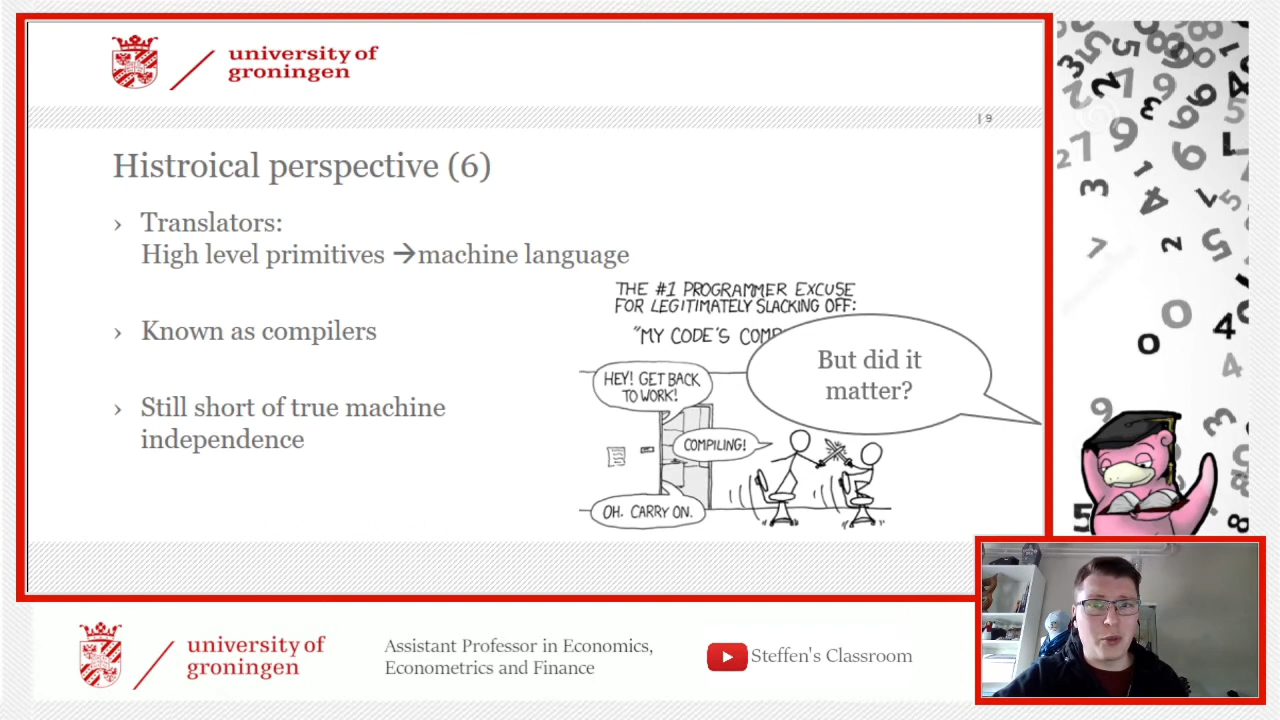 university of
groningen
| 9
Histroical perspective (6)
› Translators:
High level primitives →machine language
› Known as compilers
› Still short of true machine
independence
THE #1 PROGRAMMER EXCUSE
FOR LEGITIMATELY SLACKING OFF:
"MY CODE'S COMP
But did it
matter?
HEY! GET BACK
TO WORK!
COMPILING!
OH. CARRY ON.
university of
groningen
Assistant Professor in Economics,
Econometrics and Finance
Steffen's Classroom